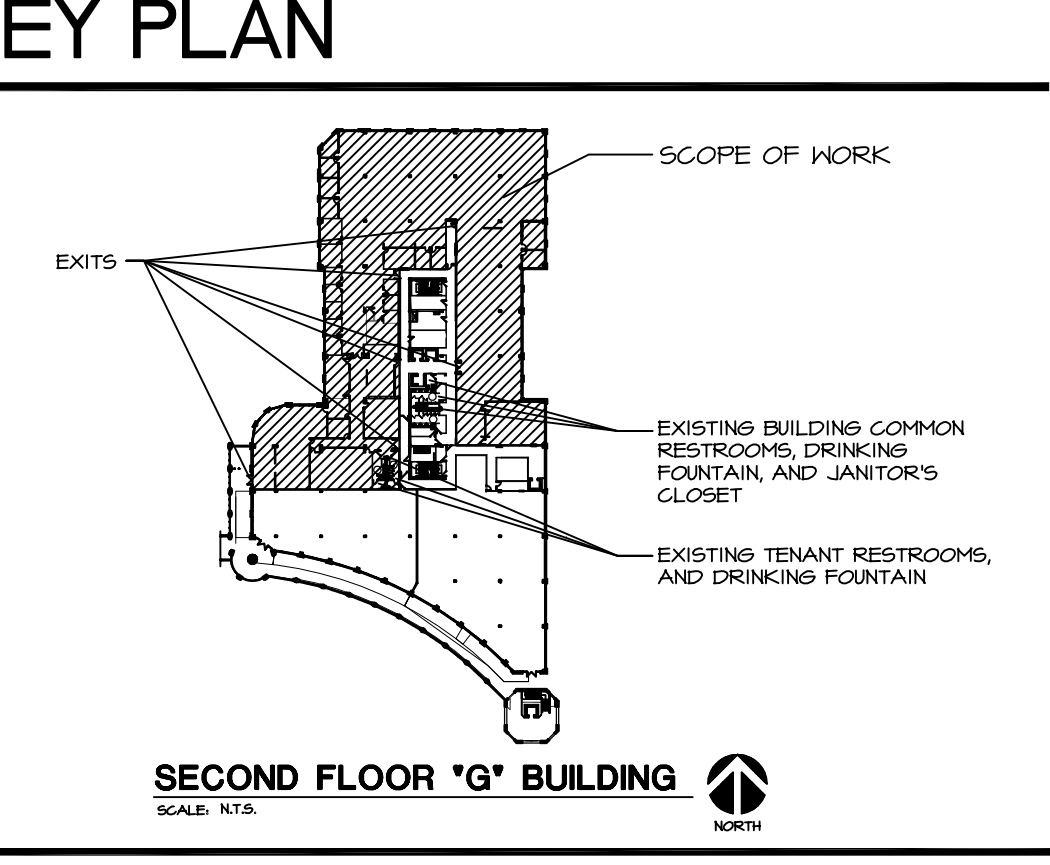 EY PLAN
SCOPE OF WORK
EXITS
EXISTING BUILDING COMMON
RESTROOMS, DRINKING
FOUNTAIN, AND JANITOR'S
CLOSET
EXISTING TENANT RESTROOMS,
AND DRINKING FOUNTAIN
SECOND FLOOR "G" BUILDING
SCALE: N.T.S.
NORTH